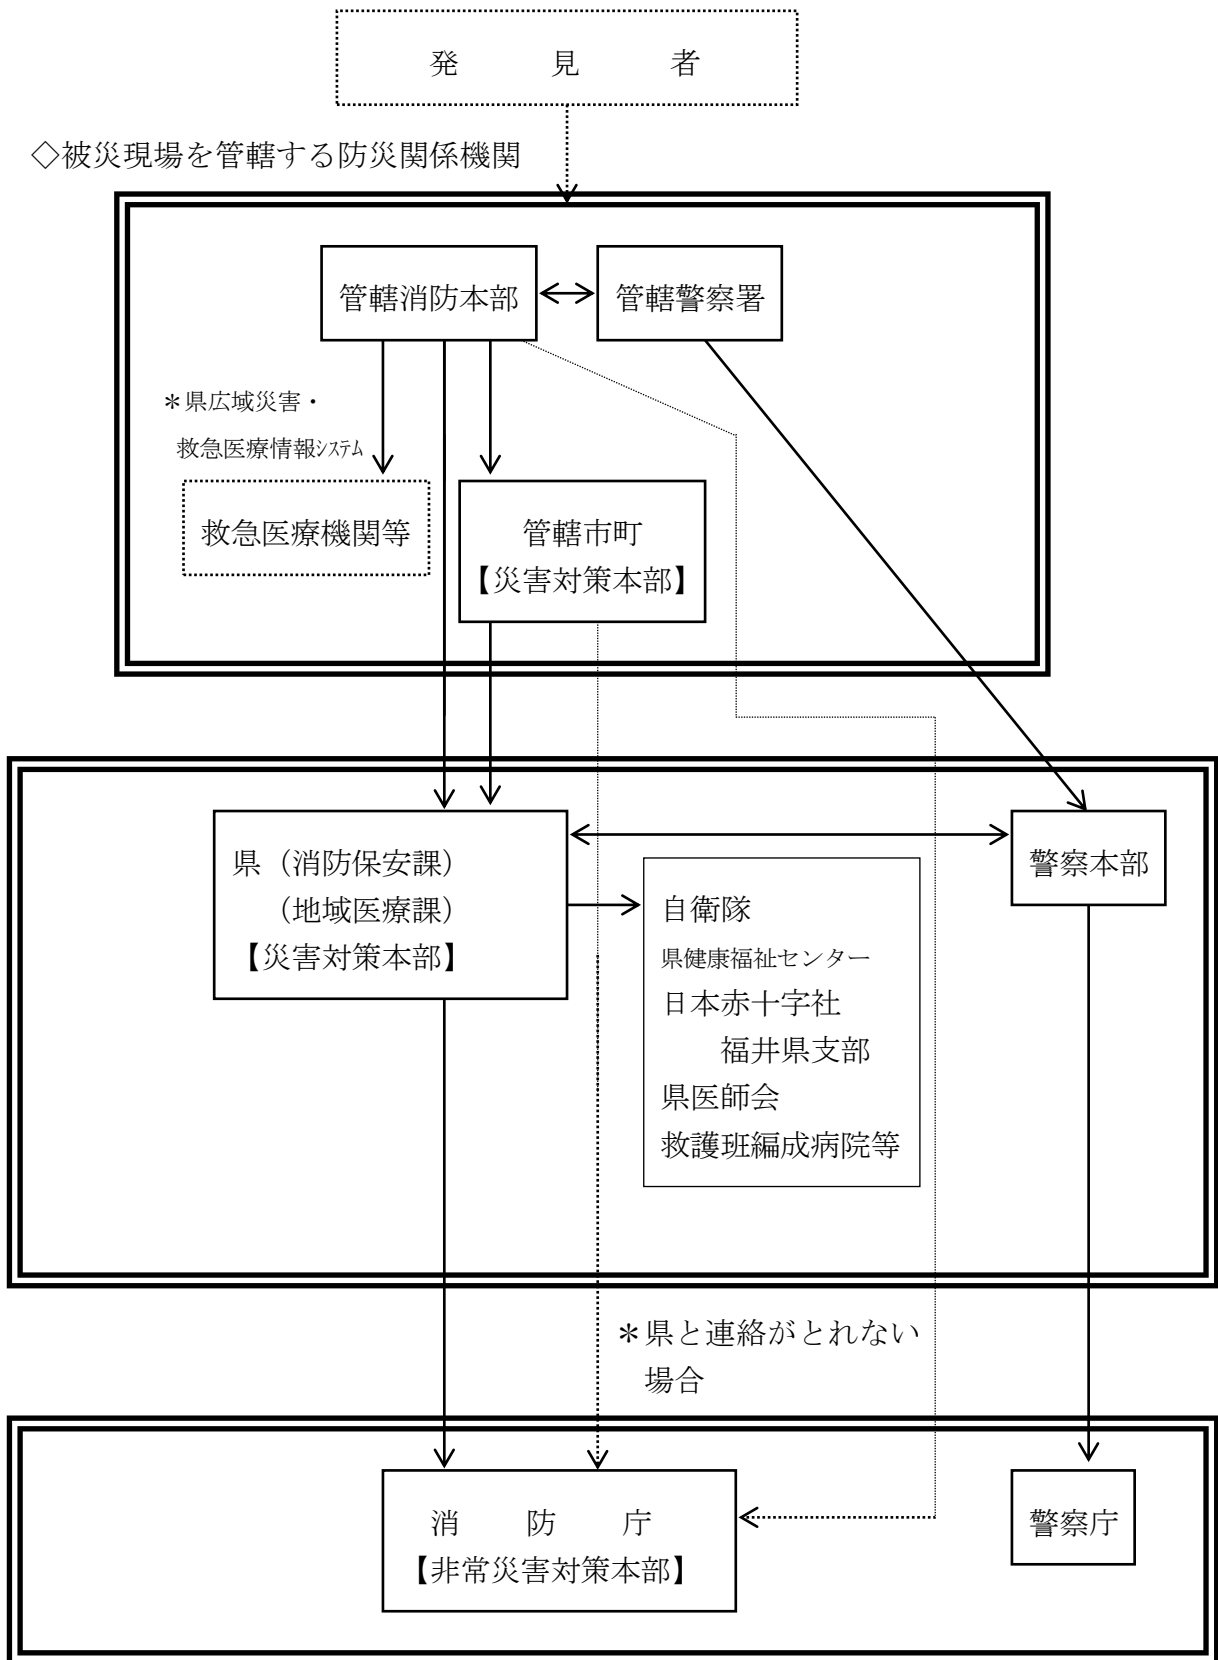 発　見　者
◇被災現場を管轄する防災関係機関
管轄消防本部
管轄警察署
＊県広域災害・
救急医療情報ｼｽﾃﾑ
救急医療機関等
管轄市町
【災害対策本部】
県（消防保安課）
（地域医療課）
【災害対策本部】
警察本部
自衛隊
県健康福祉センター
日本赤十字社
福井県支部
県医師会
救護班編成病院等
＊県と連絡がとれない
場合
消　防　庁
【非常災害対策本部】
警察庁